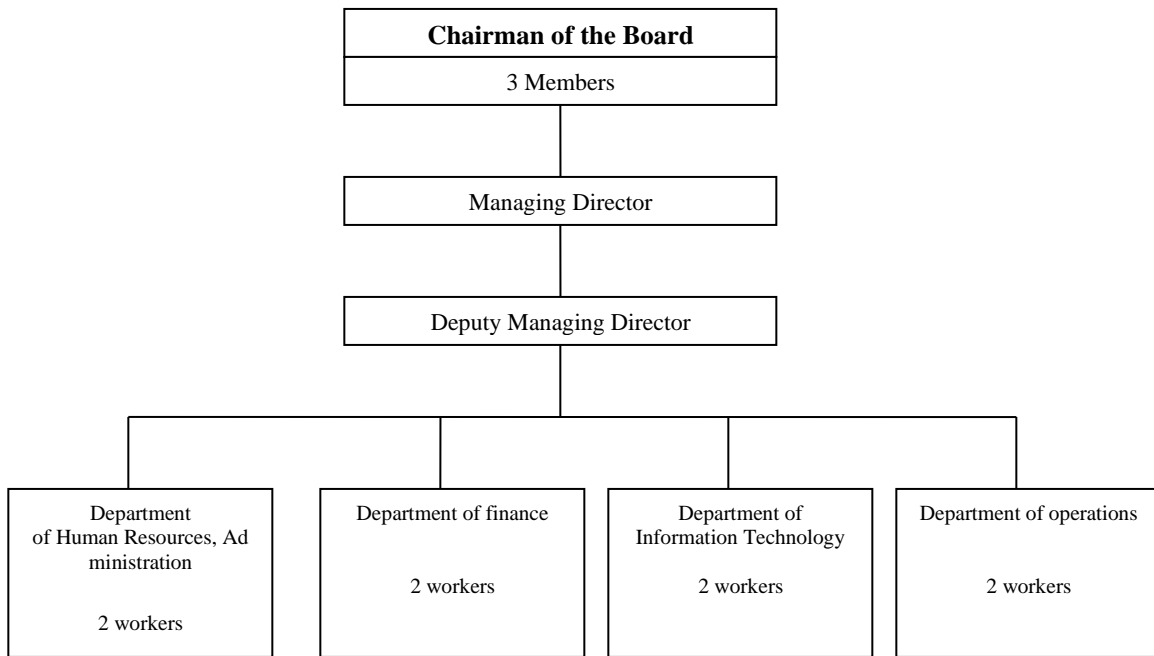 Chairman of the Board
3 Members
Managing Director
Deputy Managing Director
Department
of Human Resources, Ad
ministration
2 workers
Department of finance
2 workers
Department of
Information Technology
2 workers
Department of operations
2 workers